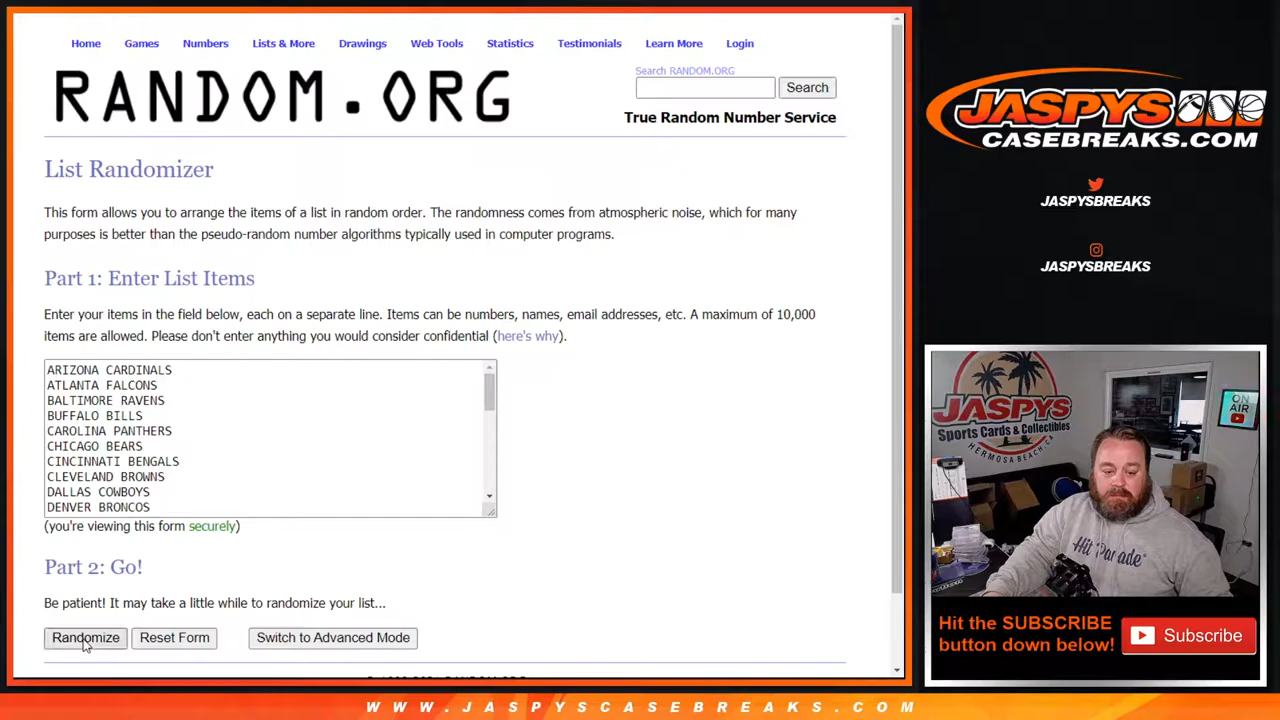 Home Games Numbers Lists & More Drawings Web Tools Statistics Testimonials Learn More Login
RANDOM.ORG
Search RANDOM.ORG
Search
True Random Number Service
List Randomizer
This form allows you to arrange the items of a list in random order. The randomness comes from atmospheric noise, which for many
purposes is better than the pseudo-random number algorithms typically used in computer programs.
Part 1: Enter List Items
Enter your items in the field below, each on a separate line. Items can be numbers, names, email addresses, etc. A maximum of 10,000
items are allowed. Please don't enter anything you would consider confidential (here's why).
ARIZONA CARDINALS
ATLANTA FALCONS
BALTIMORE RAVENS
BUFFALO BILLS
CAROLINA PANTHERS
CHICAGO BEARS
CINCINNATI BENGALS
CLEVELAND BROWNS
DALLAS COWBOYS
DENVER BRONCOS
(you're viewing this form securely)
Part 2: Go!
Be patient! It may take a little while to randomize your list...
Randomize Reset Form Switch to Advanced Mode
JASPYS
CASEBREAKS.COM
JASPYSBREAKS
JASPYSBREAKS
JASPYS
Sports Cards & Collectibles
HERMOSA BEACH, CA
ON
AIR
Hit Parade
Hit the SUBSCRIBE
button down below!
Subscribe
WWW.JASPYSCASEBREAKS.COM